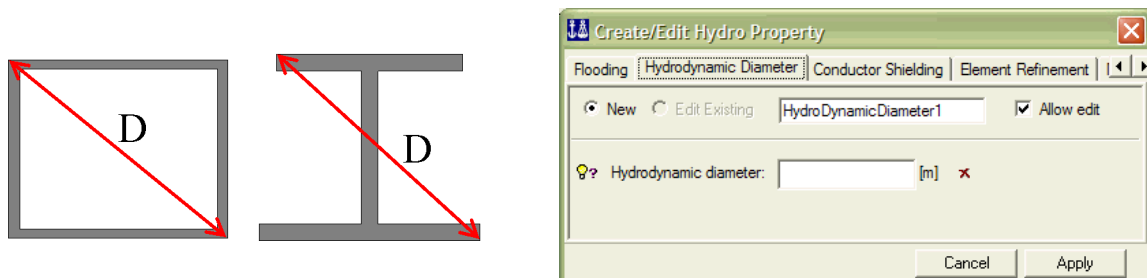 D
D
Create/Edit Hydro Property
Flooding Hydrodynamic Diameter Conductor Shielding Element Refinement
New Edit Existing HydroDynamicDiameter1 Allow edit
? Hydrodynamic diameter: [m]
Cancel Apply